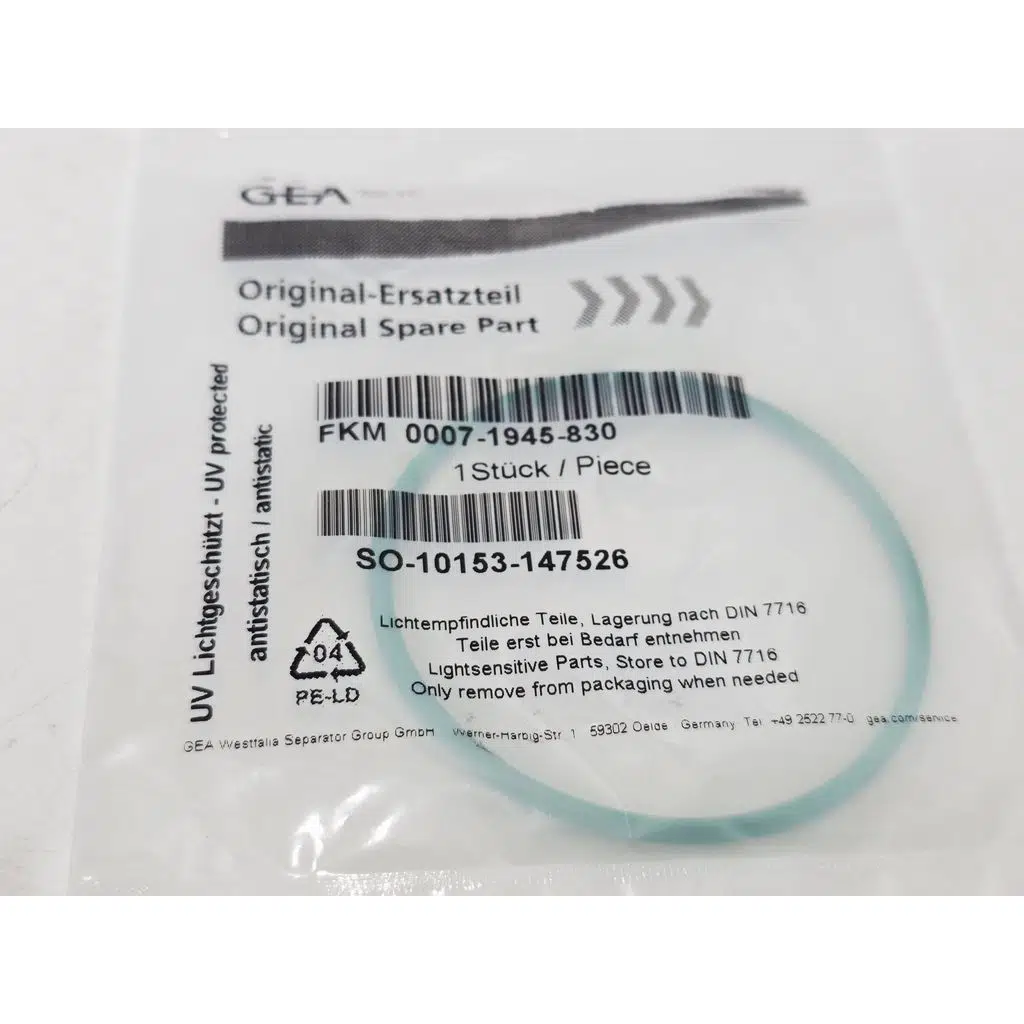 GEA
Original-Ersatzteil
Original Spare Part
UV Lichtgeschützt - UV protected
antistatisch / antistatic
FKM 0007-1945-830
1 Stück / Piece
SO-10153-147526
04
PE-LD
Lichtempfindliche Teile, Lagerung nach DIN 7716
Teile erst bei Bedarf entnehmen
Lightsensitive Parts, Store to DIN 7716
Only remove from packaging when needed
GEA Westfalia Separator Group GmbH Werner-Habig-Str. 1 59302 Oelde Germany Tel +49 2522 77-0 gea.com/service